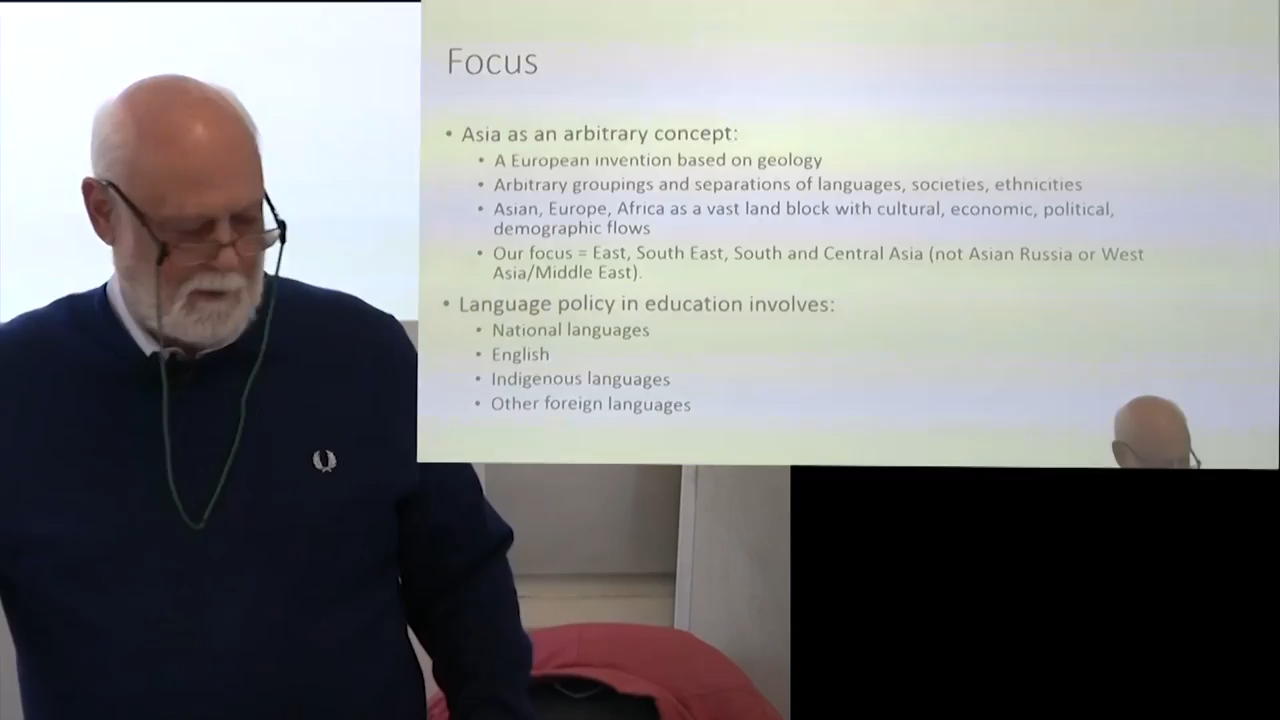 Focus
• Asia as an arbitrary concept:
• A European invention based on geology
• Arbitrary groupings and separations of languages, societies, ethnicities
• Asian, Europe, Africa as a vast land block with cultural, economic, political,
demographic flows
• Our focus = East, South East, South and Central Asia (not Asian Russia or West
Asia/Middle East).
• Language policy in education involves:
• National languages
• English
• Indigenous languages
• Other foreign languages